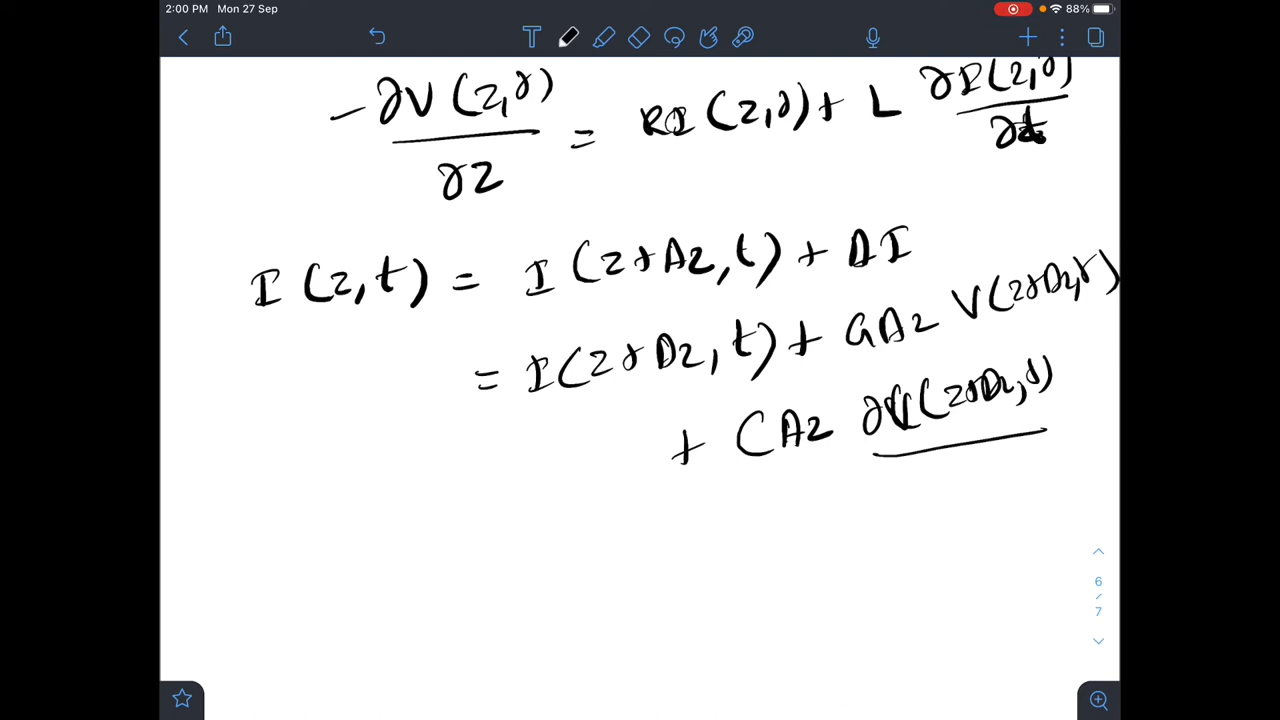 2:00 PM Mon 27 Sep 88%
T
-∂V(z,t)/∂z = RI(z,t) + L ∂I(z,t)/∂t
I(z,t) = I(z+Δz,t) + ΔI
= I(z+Δz,t) + GΔz V(z+Δz,t)
+ CΔz ∂V(z+Δz,t)
6
/
7